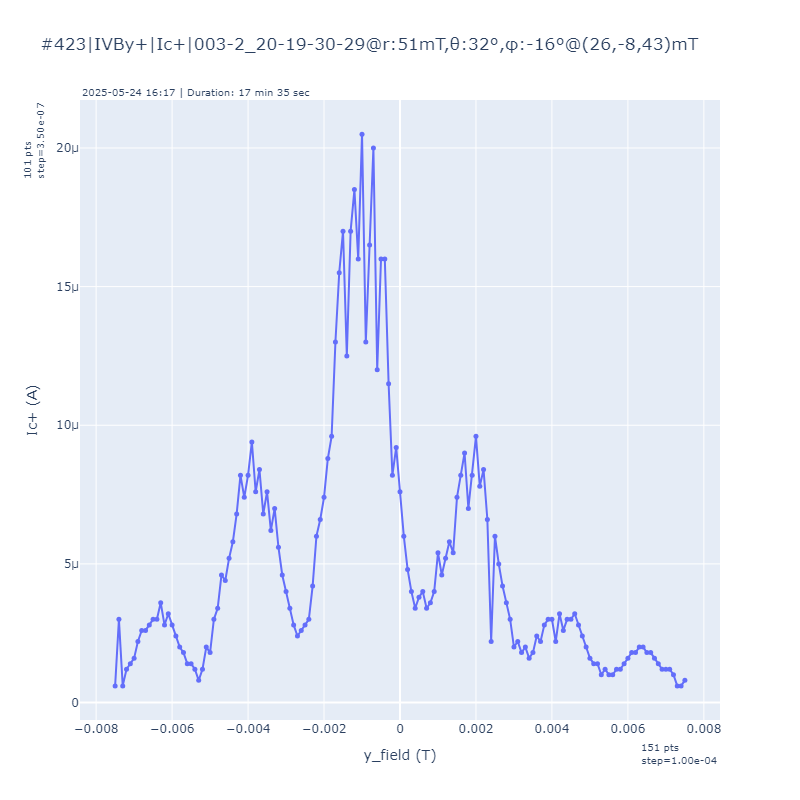 #423|IVBy+|Ic+|003-2_20-19-30-29@r:51mT,θ:32º,φ:-16º@(26,-8,43)mT
2025-05-24 16:17 | Duration: 17 min 35 sec
101 pts
step=3.50e-07
20μ
15μ
10μ
5μ
0
Ic+ (A)
−0.008
−0.006
−0.004
−0.002
0
0.002
0.004
0.006
0.008
y_field (T)
151 pts
step=1.00e-04